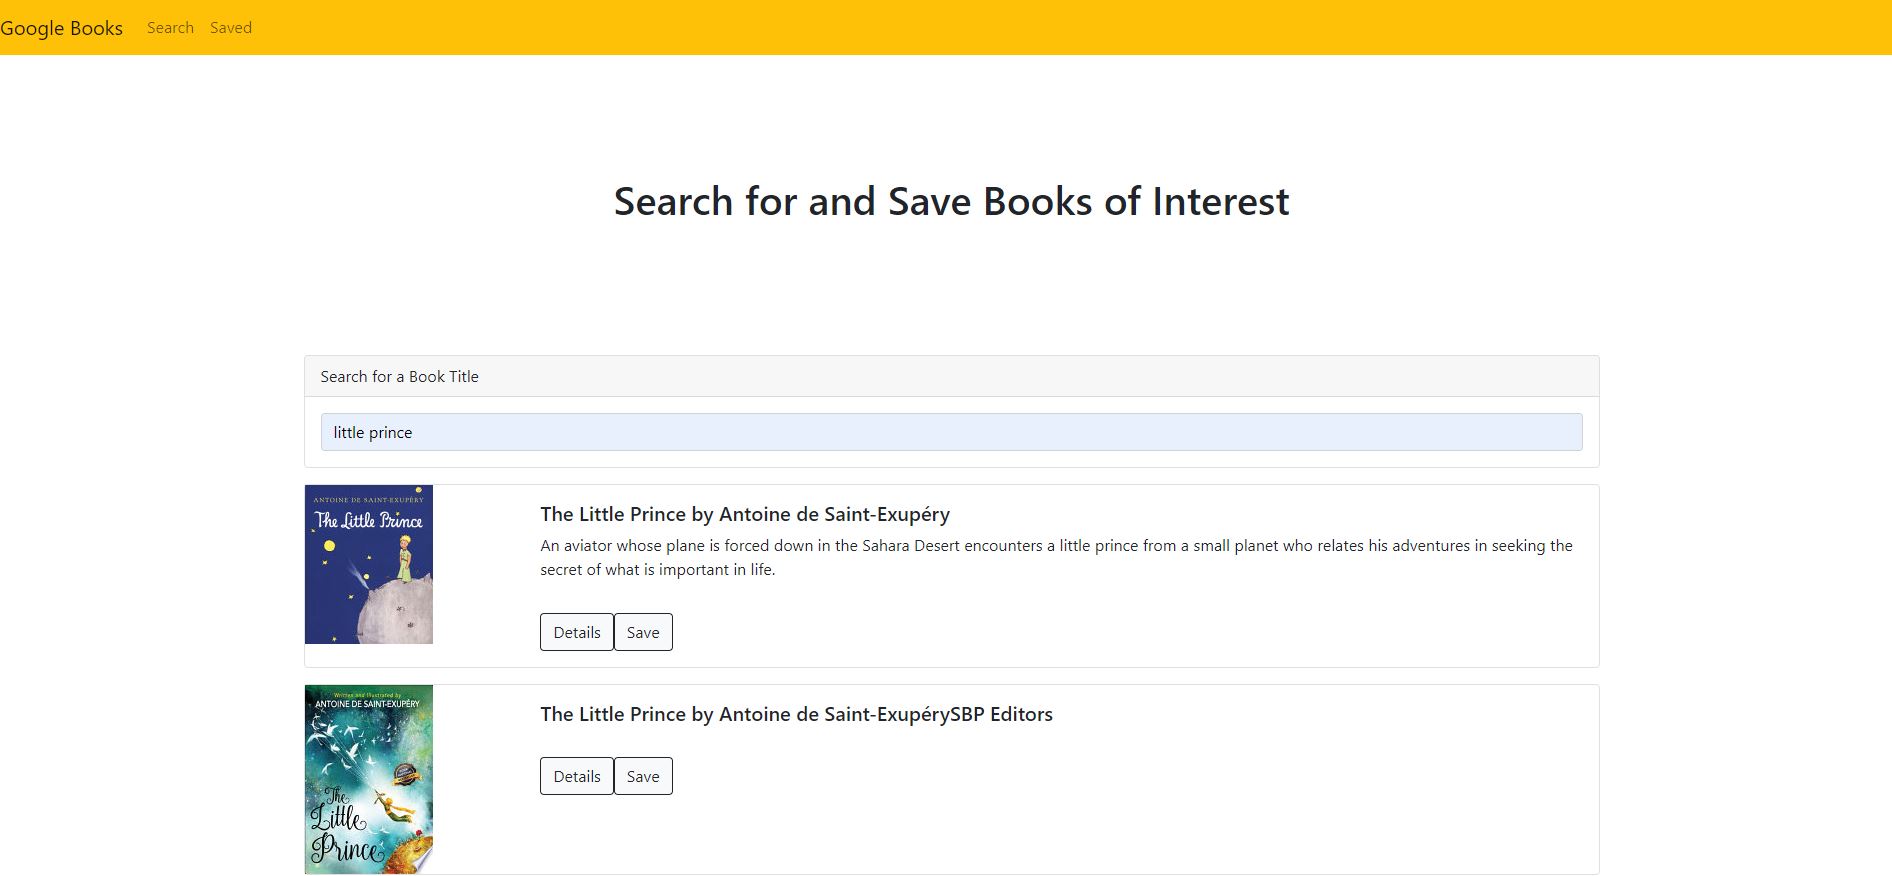 Google Books Search Saved
Search for and Save Books of Interest
Search for a Book Title
little prince
ANTOINE DE SAINT-EXUPÉRY
The Little Prince
The Little Prince by Antoine de Saint-Exupéry
An aviator whose plane is forced down in the Sahara Desert encounters a little prince from a small planet who relates his adventures in seeking the
secret of what is important in life.
Details Save
Written and Illustrated by
ANTOINE DE SAINT-EXUPÉRY
The
Little
Prince
The Little Prince by Antoine de Saint-ExupérySBP Editors
Details Save